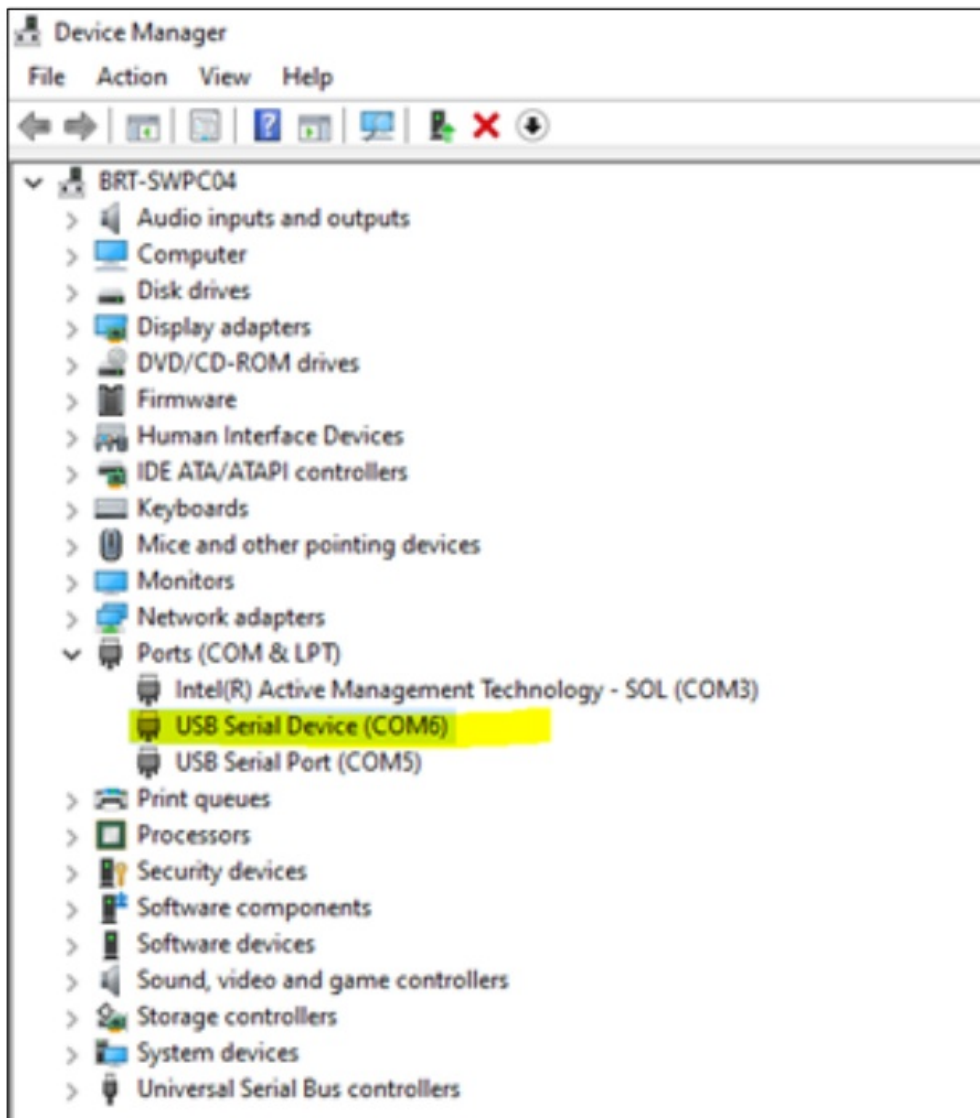 Device Manager
File Action View Help
BRT-SWPC04
Audio inputs and outputs
Computer
Disk drives
Display adapters
DVD/CD-ROM drives
Firmware
Human Interface Devices
IDE ATA/ATAPI controllers
Keyboards
Mice and other pointing devices
Monitors
Network adapters
Ports (COM & LPT)
Intel(R) Active Management Technology - SOL (COM3)
USB Serial Device (COM6)
USB Serial Port (COM5)
Print queues
Processors
Security devices
Software components
Software devices
Sound, video and game controllers
Storage controllers
System devices
Universal Serial Bus controllers